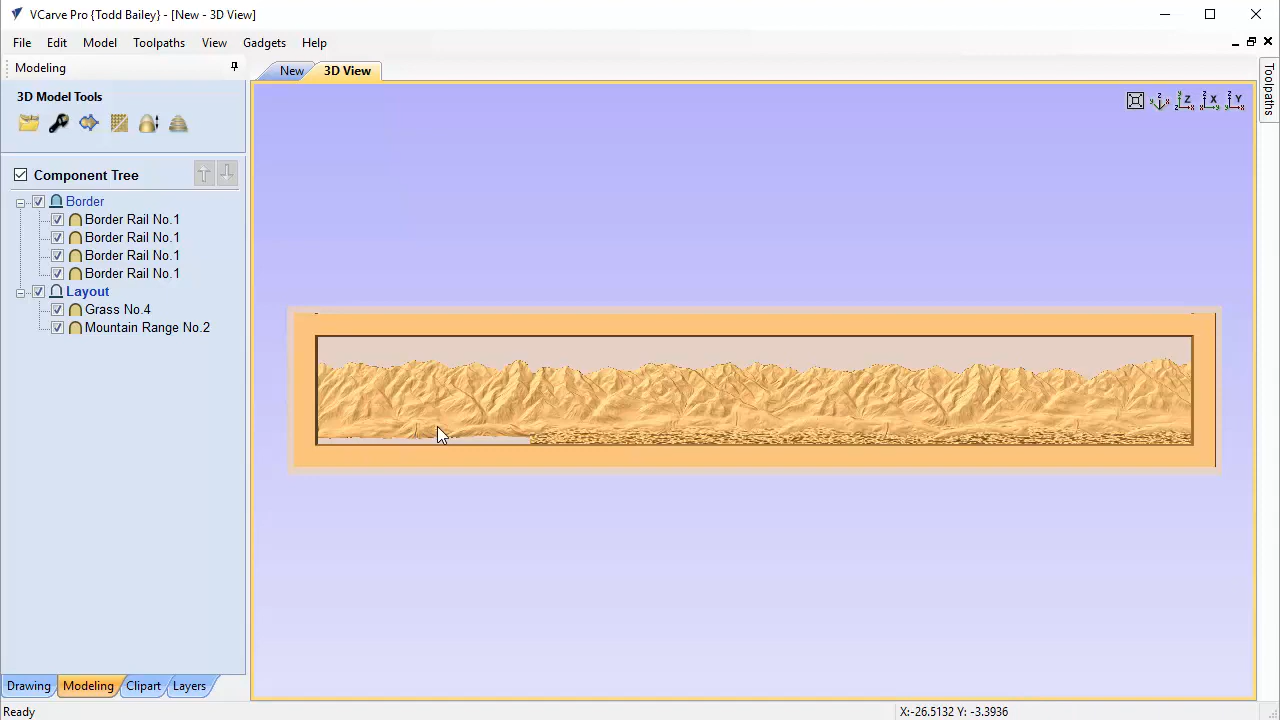 VCarve Pro {Todd Bailey} - [New - 3D View]
File Edit Model Toolpaths View Gadgets Help
Modeling
New 3D View
3D Model Tools
Z X Y
Toolpaths
Component Tree
Border
Border Rail No.1
Border Rail No.1
Border Rail No.1
Border Rail No.1
Layout
Grass No.4
Mountain Range No.2
Drawing Modeling Clipart Layers
Ready X:-26.5132 Y: -3.3936